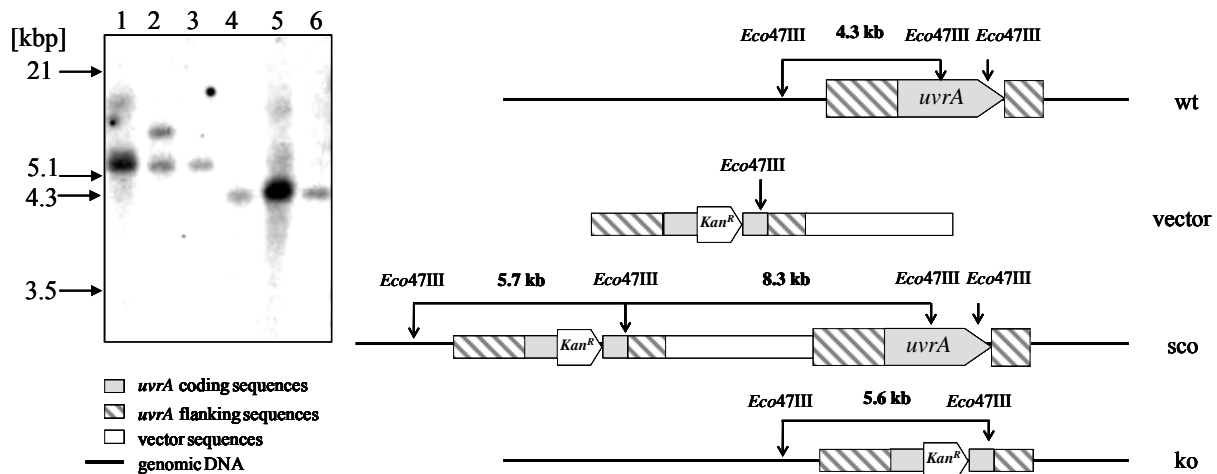 1 2 3 4 5 6
[kbp]
21
5.1
4.3
3.5
uvrA coding sequences
uvrA flanking sequences
vector sequences
genomic DNA
Eco47III 4.3 kb Eco47III Eco47III
uvrA
wt
Eco47III
KanR
vector
Eco47III 5.7 kb Eco47III 8.3 kb Eco47III Eco47III
KanR uvrA
sco
Eco47III 5.6 kb Eco47III
KanR
ko